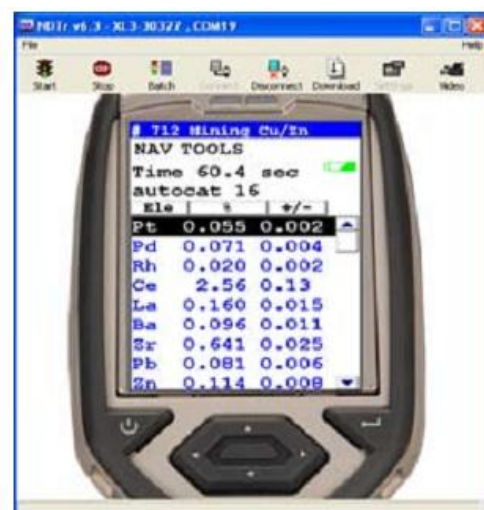 NDTr v6.3 - XL3-30327 , COM19
File Help
Start Stop Batch Disconnect Download Video
# 712 Mining Cu/Zn
NAV TOOLS
Time 60.4 sec
autocat 16
Ele % +/-
Pt 0.055 0.002
Pd 0.071 0.004
Rh 0.020 0.002
Ce 2.56 0.13
La 0.160 0.015
Ba 0.096 0.011
Zr 0.641 0.025
Pb 0.081 0.006
Zn 0.114 0.008